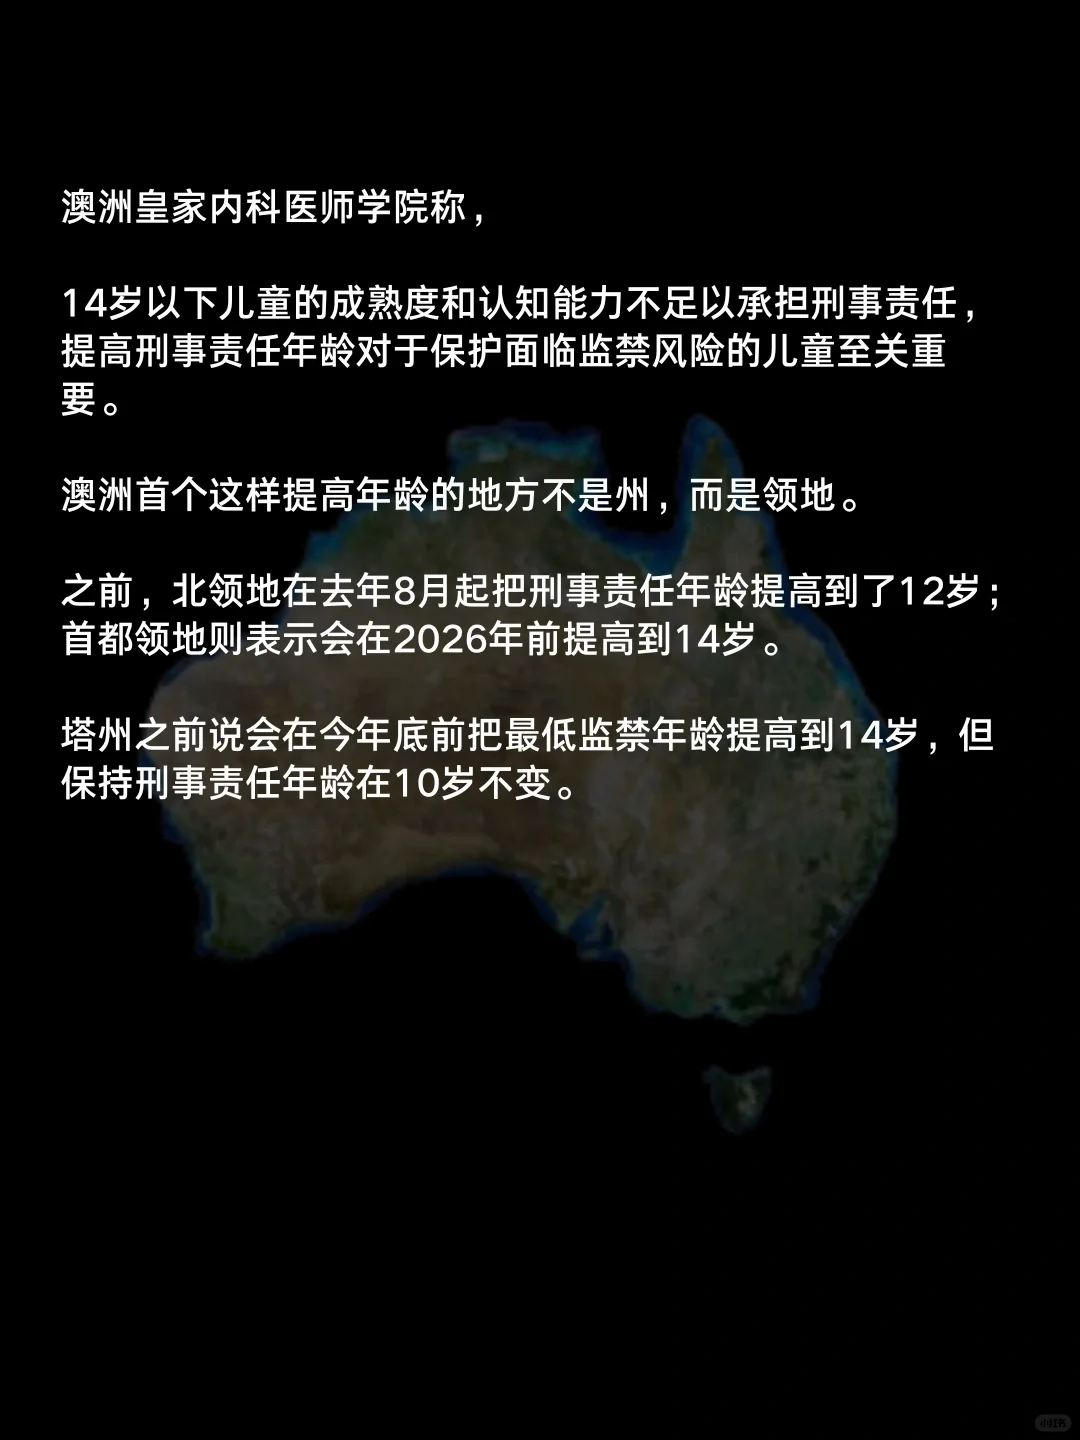 澳洲皇家内科医师学院称，
14岁以下儿童的成熟度和认知能力不足以承担刑事责任，
提高刑事责任年龄对于保护面临监禁风险的儿童至关重
要。
澳洲首个这样提高年龄的地方不是州，而是领地。
之前，北领地在去年8月起把刑事责任年龄提高到了12岁；
首都领地则表示会在2026年前提高到14岁。
塔州之前说会在今年底前把最低监禁年龄提高到14岁，但
保持刑事责任年龄在10岁不变。
小红书